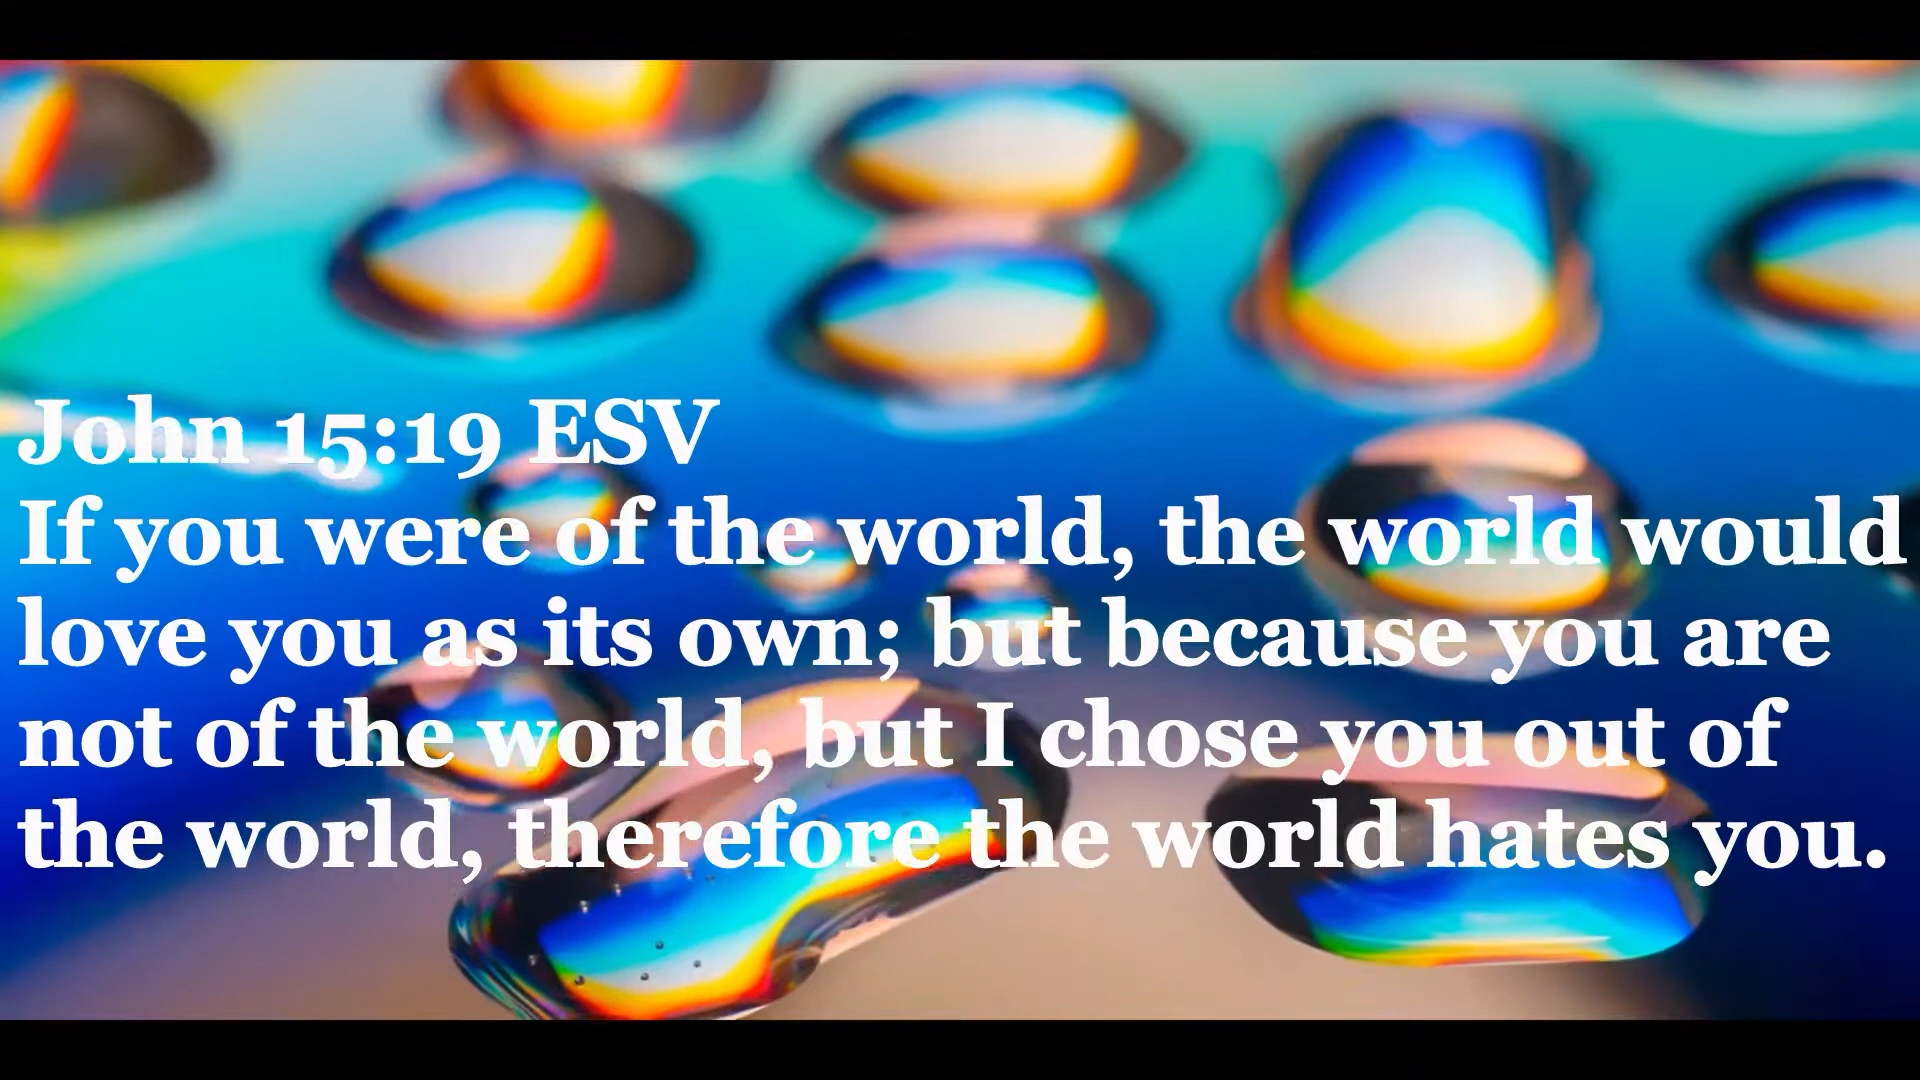 John 15:19 ESV
If you were of the world, the world would
love you as its own; but because you are
not of the world, but I chose you out of
the world, therefore the world hates you.